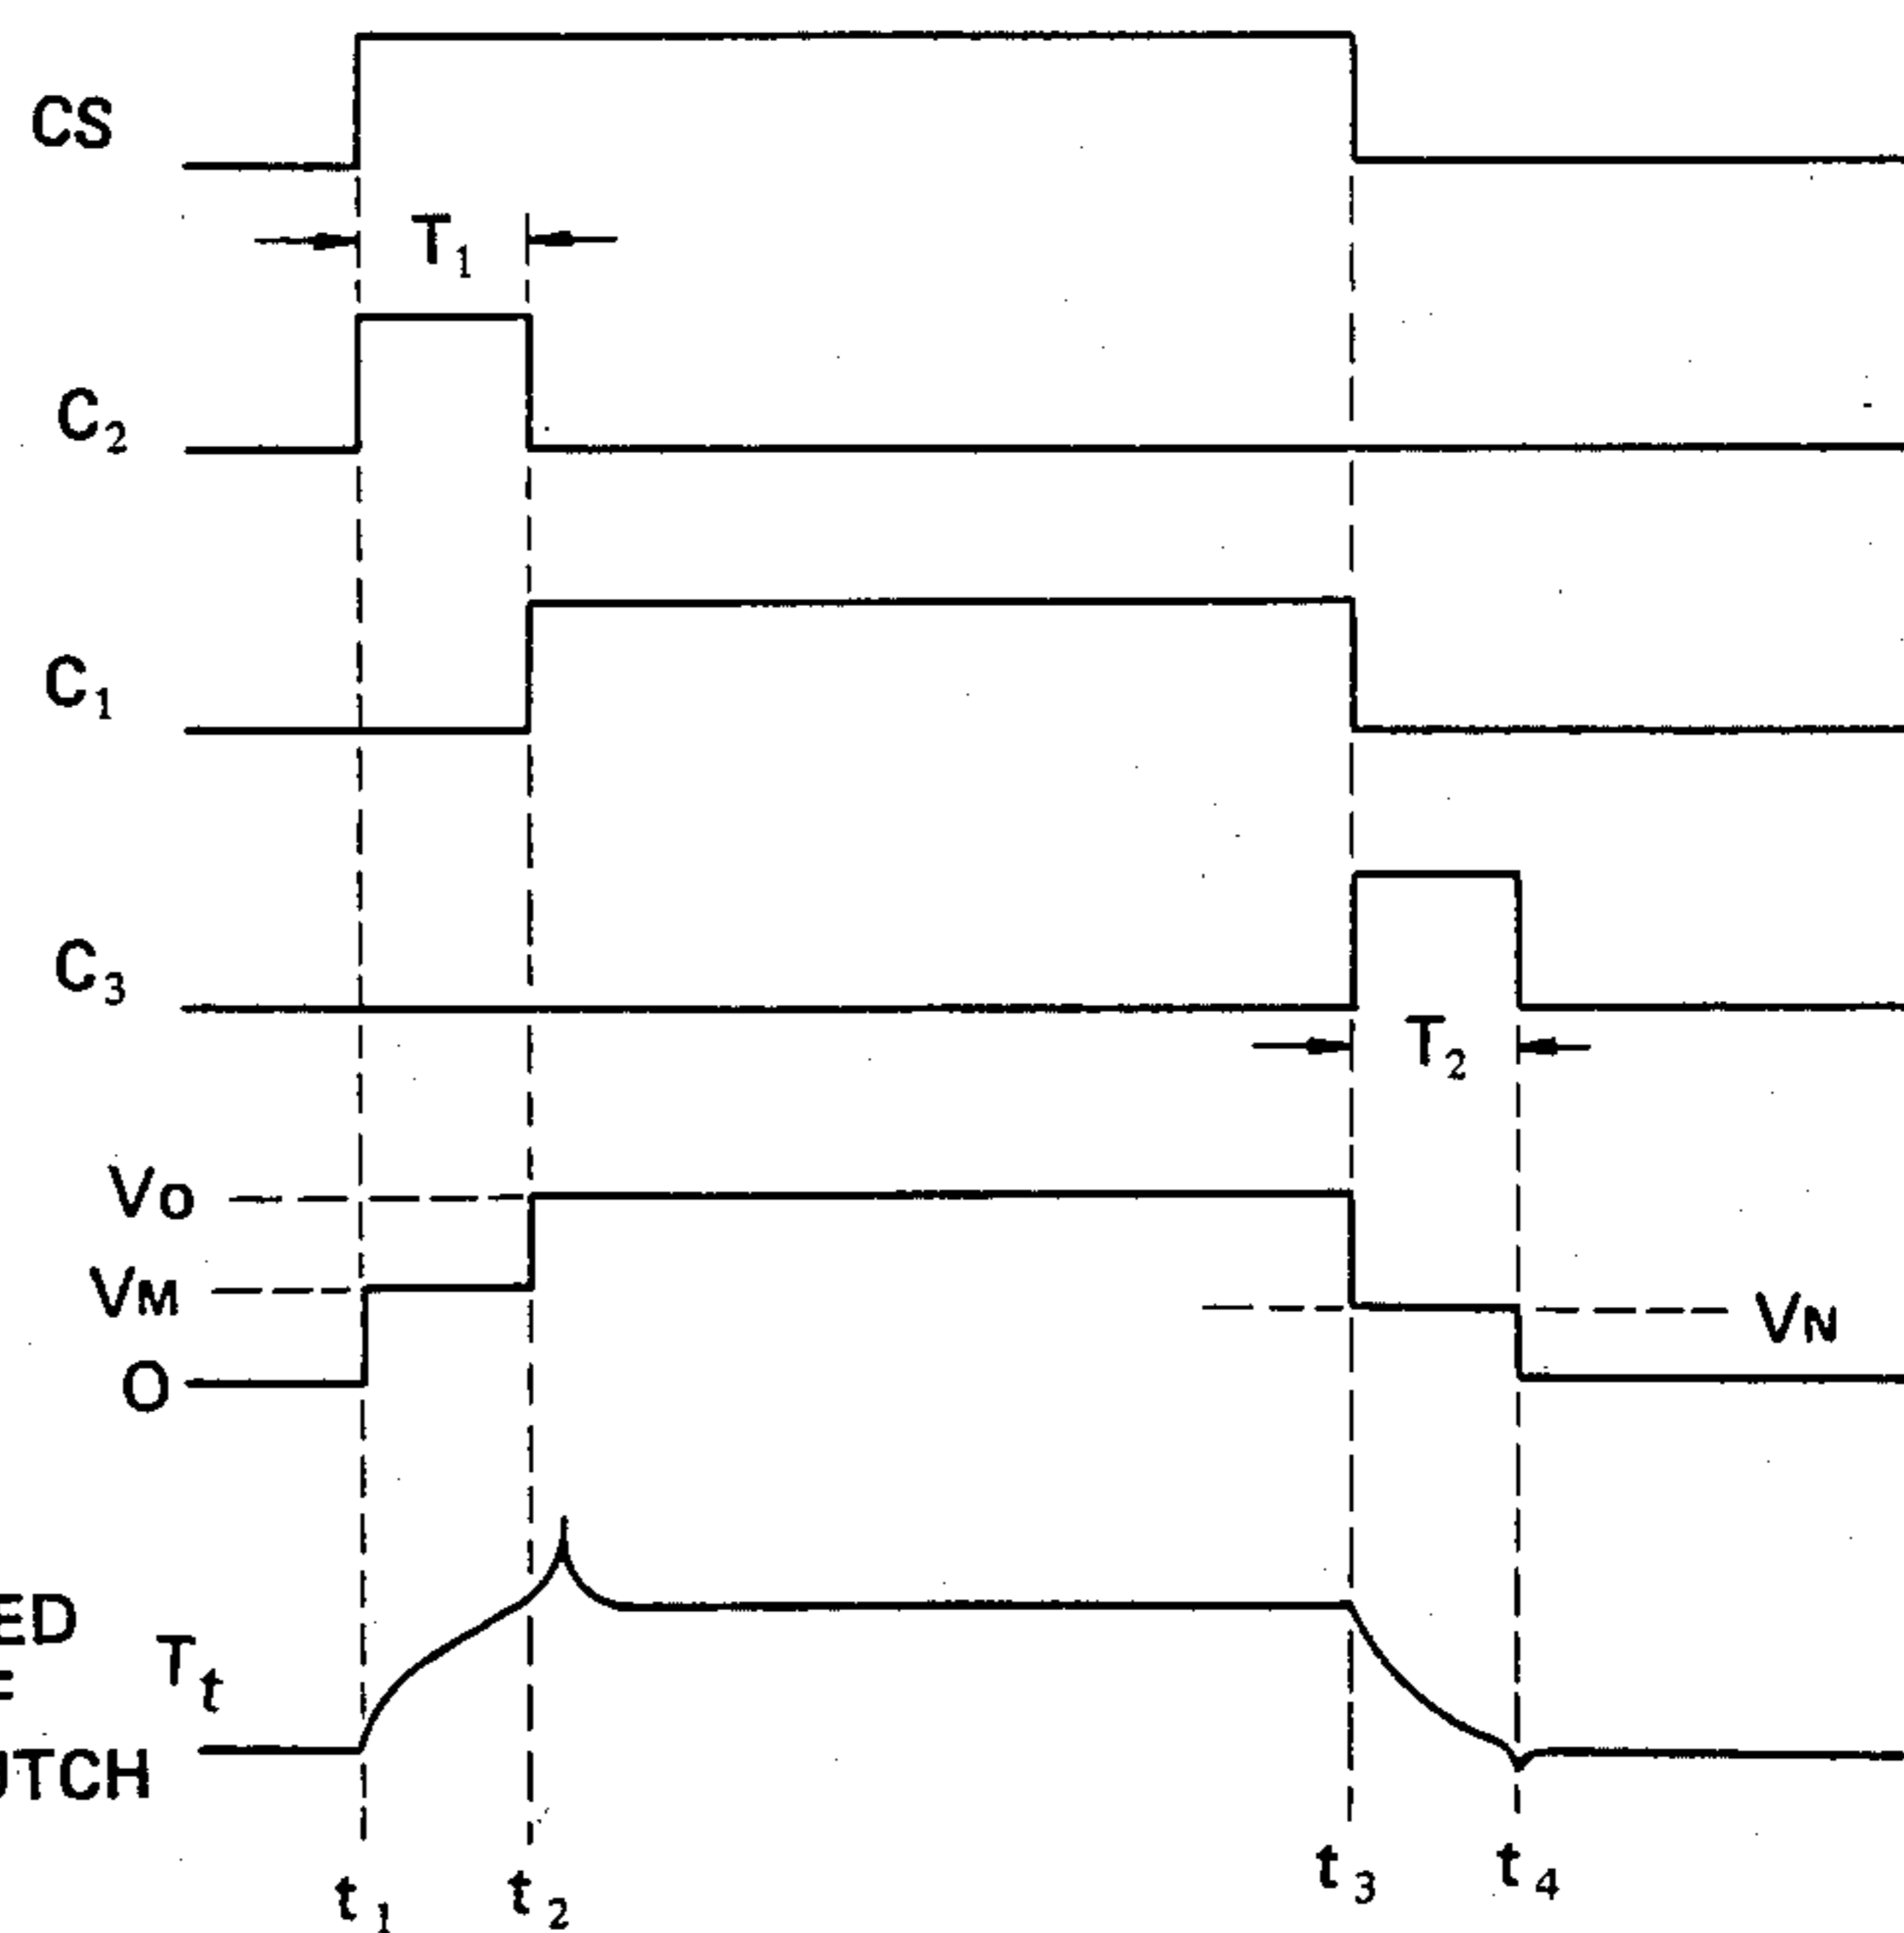 CS
T₁
C₂
C₁
C₃
T₂
Vo
VM
VN
O
ED
Tt
UTCH
t₁ t₂ t₃ t₄